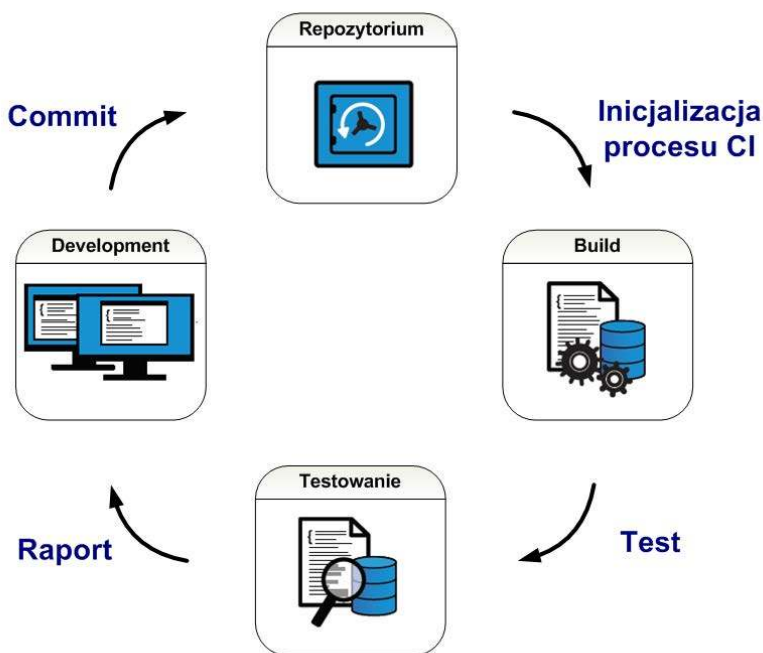 Repozytorium
Commit
Inicjalizacja
procesu CI
Development
Build
Testowanie
Raport
Test